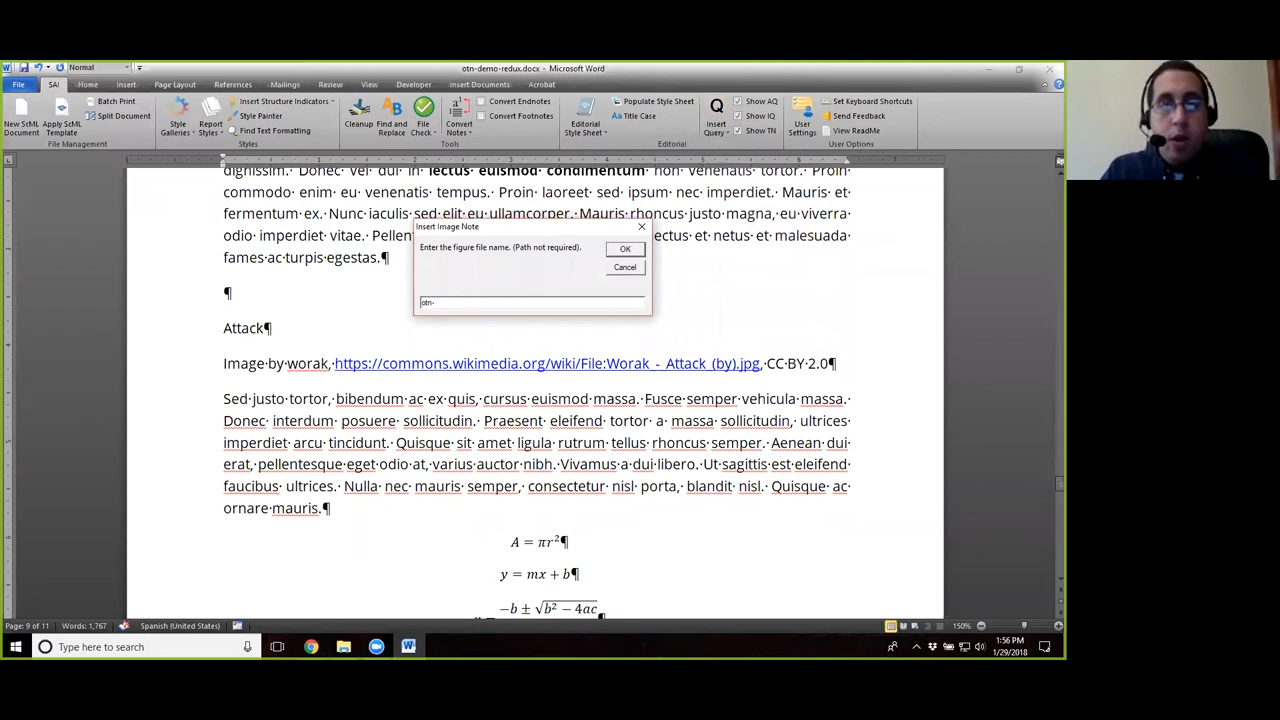 Normal
otn-demo-redux.docx - Microsoft Word
File SAI Home Insert Page Layout References Mailings Review View Developer Insert Documents Acrobat
New ScML Document
Apply ScML Template
Batch Print
Split Document
File Management
Style Galleries
Report Styles
Insert Structure Indicators
Style Painter
Find Text Formatting
Styles
Cleanup
Find and Replace
File Check
Convert Notes
Convert Endnotes
Convert Footnotes
Tools
Editorial Style Sheet
Populate Style Sheet
Title Case
Editorial
Insert Query
Show AQ
Show IQ
Show TN
User Settings
Set Keyboard Shortcuts
Send Feedback
View ReadMe
User Options
dignissim. Donec vel dui in lectus euismod condimentum non venenatis tortor. Proin
commodo enim eu venenatis tempus. Proin laoreet sed ipsum nec imperdiet. Mauris et
fermentum ex. Nunc iaculis sed elit eu ullamcorper. Mauris rhoncus justo magna, eu viverra
odio imperdiet vitae. ectus et netus et malesuada
fames ac turpis egestas.¶
¶
Insert Image Note
Enter the figure file name. (Path not required).
OK
Cancel
otn-
Attack¶
Image by worak, https://commons.wikimedia.org/wiki/File:Worak_-_Attack_(by).jpg, CC BY 2.0¶
Sed justo tortor, bibendum ac ex quis, cursus euismod massa. Fusce semper vehicula massa.
Donec interdum posuere sollicitudin. Praesent eleifend tortor a massa sollicitudin, ultrices
imperdiet arcu tincidunt. Quisque sit amet ligula rutrum tellus rhoncus semper. Aenean dui
erat, pellentesque eget odio at, varius auctor nibh. Vivamus a dui libero. Ut sagittis est eleifend
faucibus ultrices. Nulla nec mauris semper, consectetur nisl porta, blandit nisl. Quisque ac
ornare mauris.¶
A = πr²¶
y = mx + b¶
−b ± √b² − 4ac
Page: 9 of 11 Words: 1,767 Spanish (United States) 150%
Type here to search
1:56 PM
1/29/2018